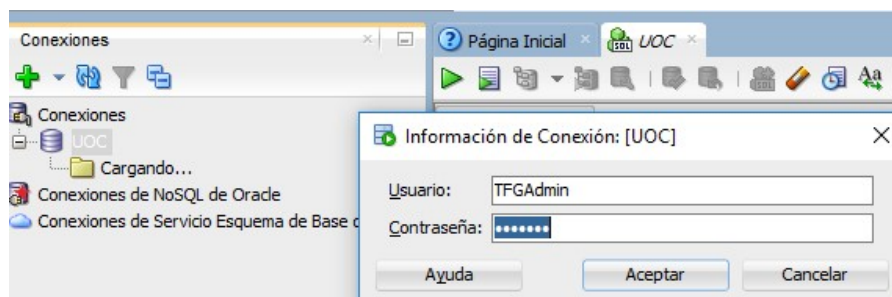 Conexiones
Página Inicial
UOC
Conexiones
UOC
Cargando...
Conexiones de NoSQL de Oracle
Conexiones de Servicio Esquema de Base
Información de Conexión: [UOC]
Usuario: TFGAdmin
Contraseña: •••••••
Ayuda Aceptar Cancelar